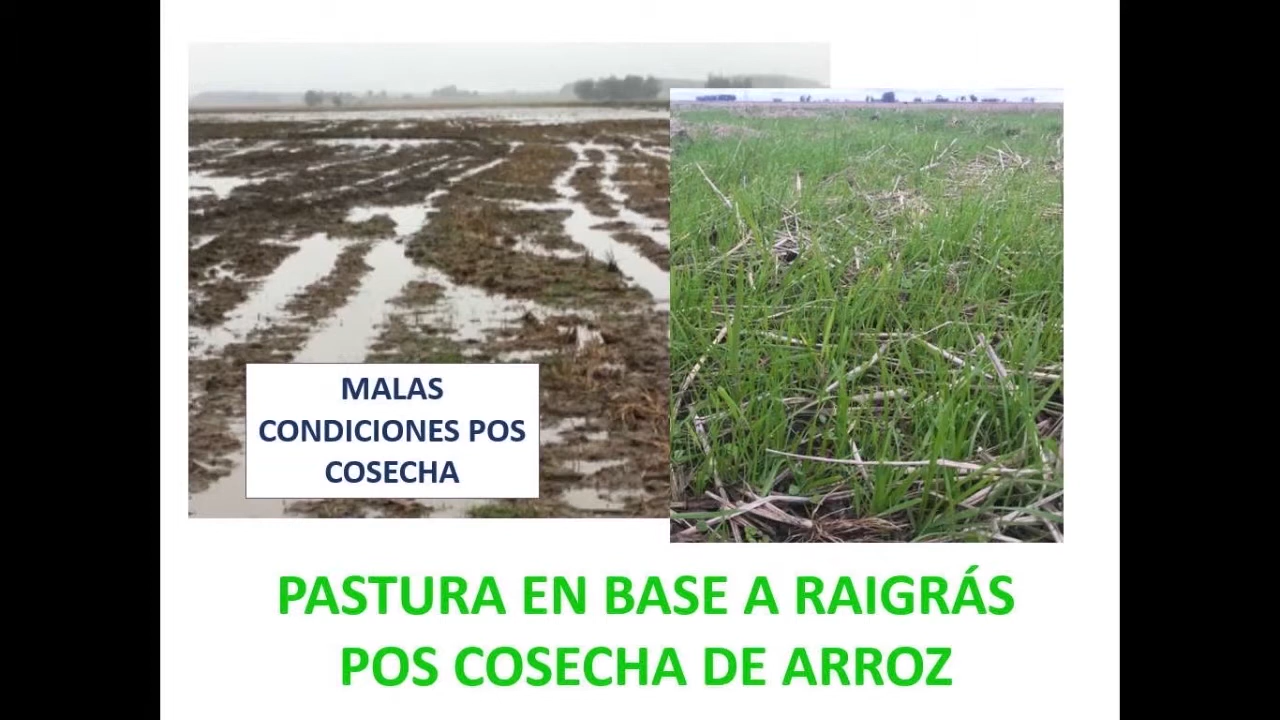 MALAS
CONDICIONES POS
COSECHA
PASTURA EN BASE A RAIGRÁS
POS COSECHA DE ARROZ